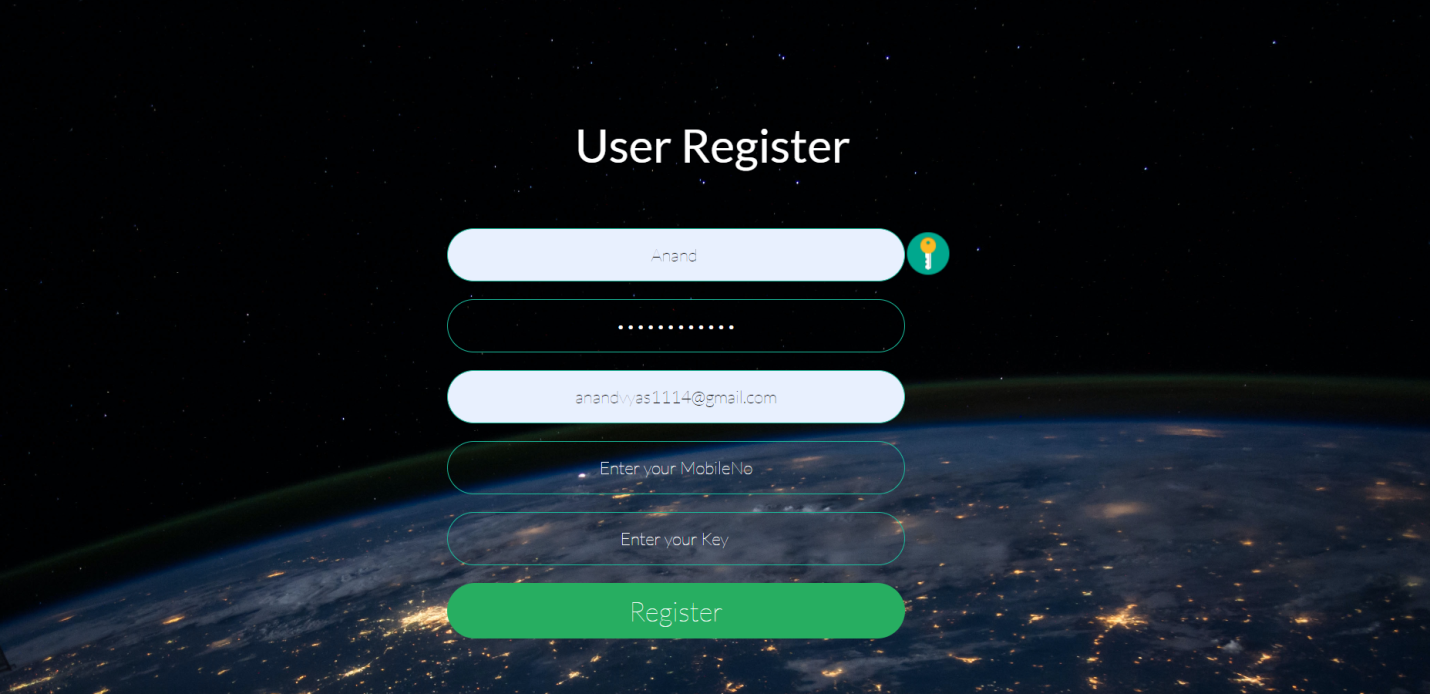 User Register
Anand
••••••••••••
anandvyas1114@gmail.com
Enter your MobileNo
Enter your Key
Register